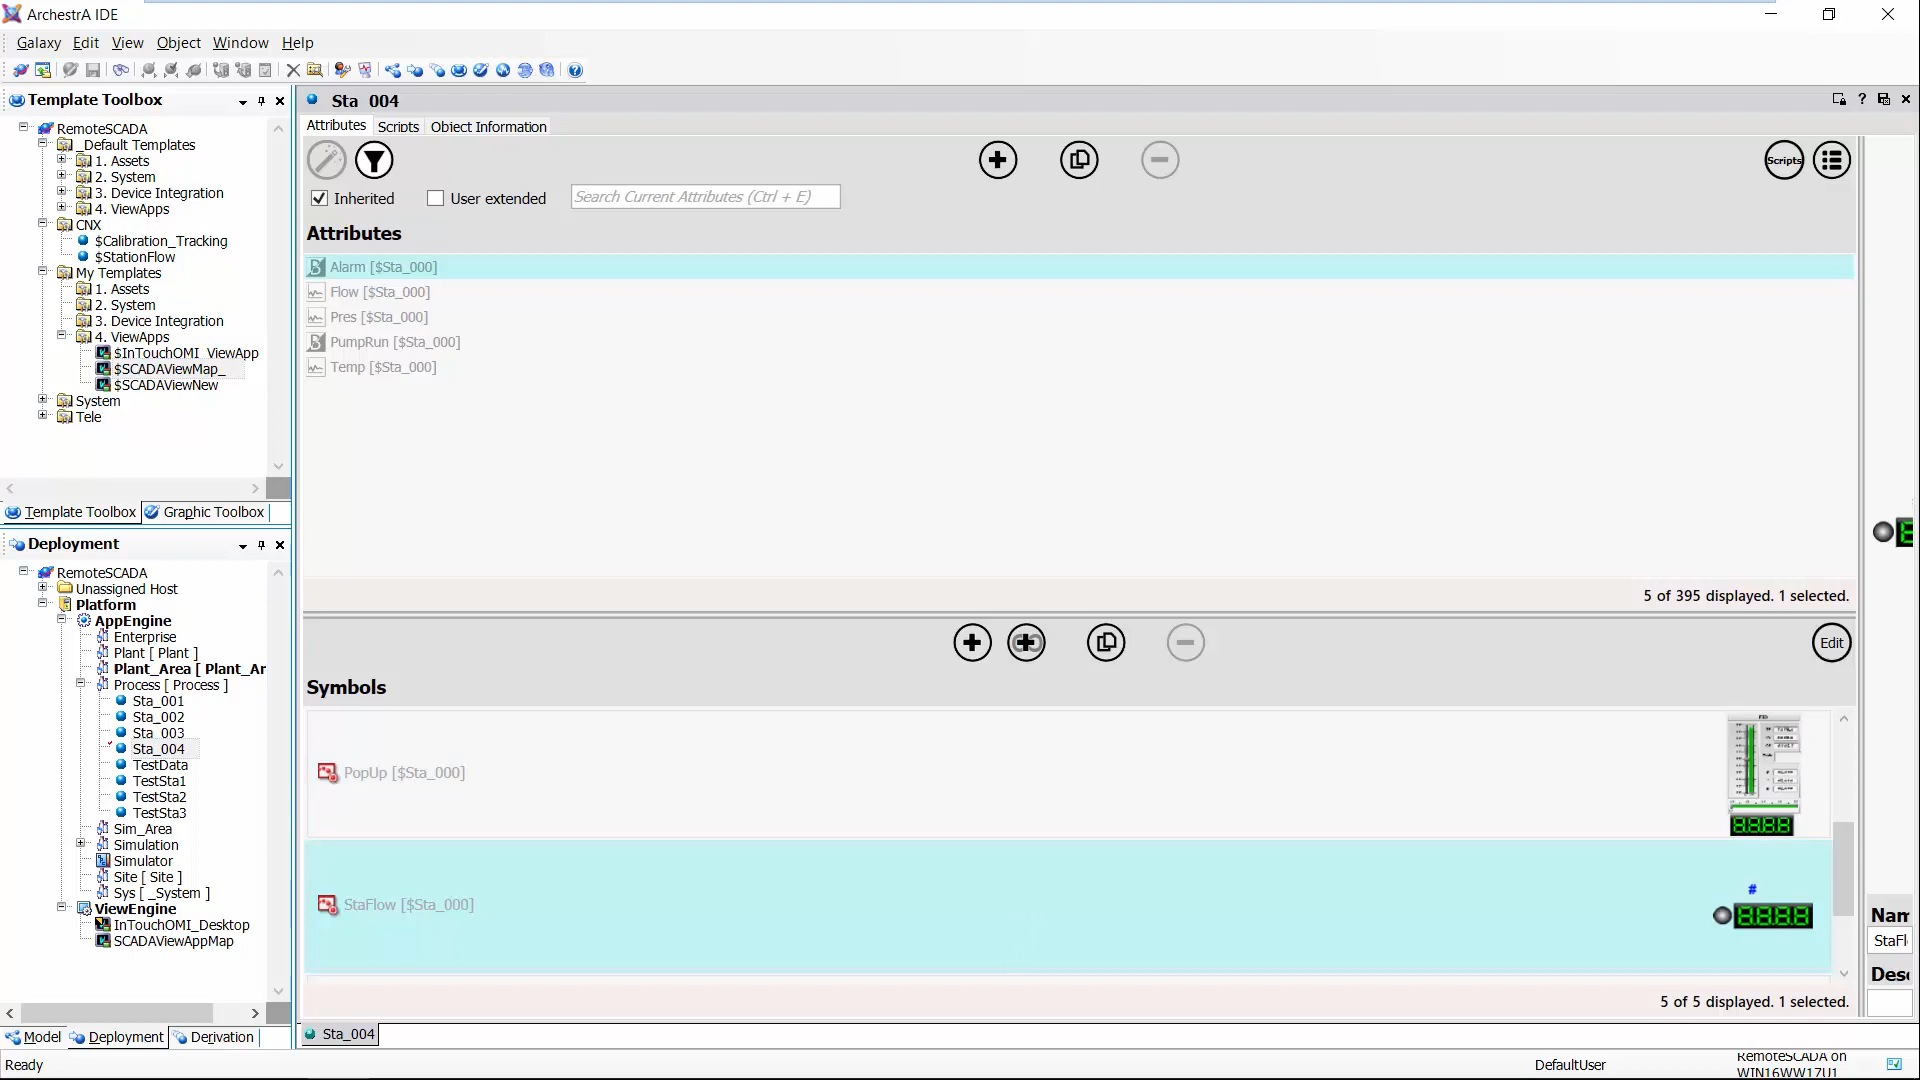 ArchestrA IDE
Galaxy Edit View Object Window Help
Template Toolbox
RemoteSCADA
_Default Templates
1. Assets
2. System
3. Device Integration
4. ViewApps
CNX
$Calibration_Tracking
$StationFlow
My Templates
1. Assets
2. System
3. Device Integration
4. ViewApps
$InTouchOMI_ViewApp
$SCADAViewMap_
$SCADAViewNew
System
Tele
Template Toolbox Graphic Toolbox
Deployment
RemoteSCADA
Unassigned Host
Platform
AppEngine
Enterprise
Plant [ Plant ]
Plant_Area [ Plant_Ar
Process [ Process ]
Sta_001
Sta_002
Sta_003
Sta_004
TestData
TestSta1
TestSta2
TestSta3
Sim_Area
Simulation
Simulator
Site [ Site ]
Sys [ _System ]
ViewEngine
InTouchOMI_Desktop
SCADAViewAppMap
Model Deployment Derivation
Sta_004
Attributes Scripts Object Information
Scripts
Inherited User extended Search Current Attributes (Ctrl + E)
Attributes
Alarm [$Sta_000]
Flow [$Sta_000]
Pres [$Sta_000]
PumpRun [$Sta_000]
Temp [$Sta_000]
5 of 395 displayed. 1 selected.
Edit
Symbols
PopUp [$Sta_000]
StaFlow [$Sta_000]
#
5 of 5 displayed. 1 selected.
Nam
StaFl
Desc
Sta_004
Ready
DefaultUser
RemoteSCADA on
WIN16WW17U1